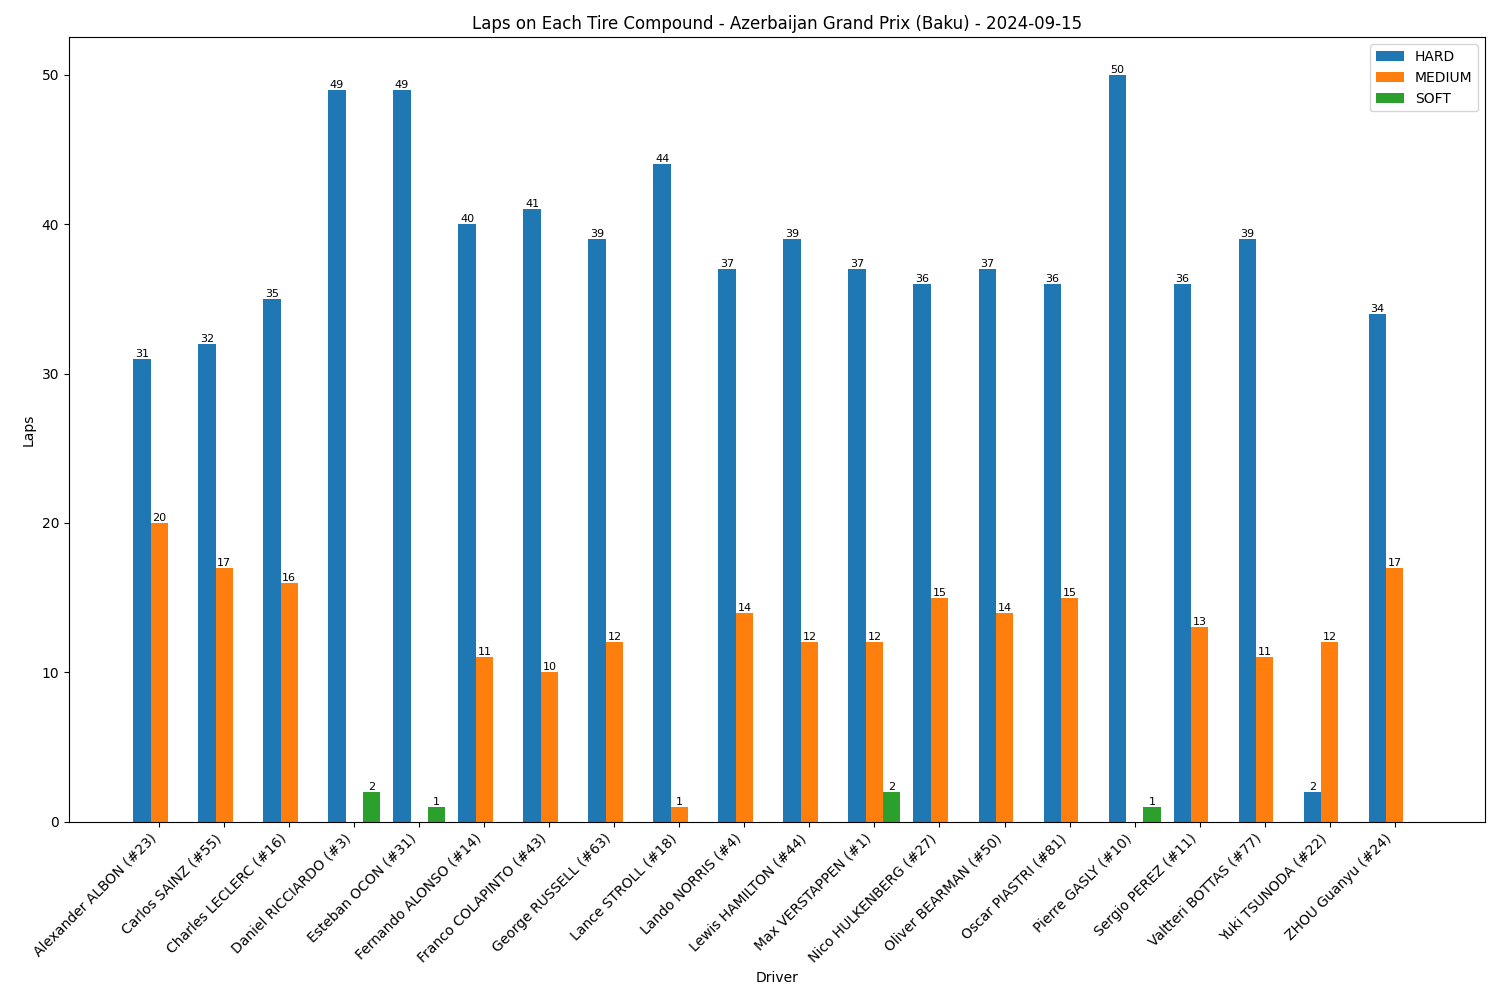 Laps on Each Tire Compound - Azerbaijan Grand Prix (Baku) - 2024-09-15
HARD
MEDIUM
SOFT
Laps
50
40
30
20
10
0
31
20
32
17
35
16
49
2
49
1
40
11
41
10
39
12
44
1
37
14
39
12
37
12
2
36
15
37
14
36
15
50
1
36
13
39
11
2
12
34
17
Alexander ALBON (#23)
Carlos SAINZ (#55)
Charles LECLERC (#16)
Daniel RICCIARDO (#3)
Esteban OCON (#31)
Fernando ALONSO (#14)
Franco COLAPINTO (#43)
George RUSSELL (#63)
Lance STROLL (#18)
Lando NORRIS (#4)
Lewis HAMILTON (#44)
Max VERSTAPPEN (#1)
Nico HULKENBERG (#27)
Oliver BEARMAN (#50)
Oscar PIASTRI (#81)
Pierre GASLY (#10)
Sergio PEREZ (#11)
Valtteri BOTTAS (#77)
Yuki TSUNODA (#22)
ZHOU Guanyu (#24)
Driver